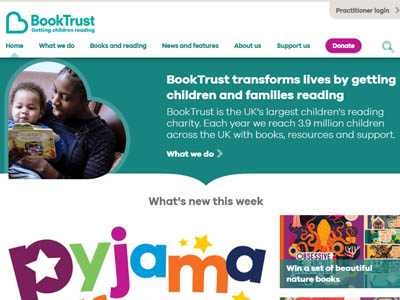 Practitioner login
BookTrust
Getting children reading
Home What we do Books and reading News and features About us Support us Donate
BookTrust transforms lives by getting
children and families reading
BookTrust is the UK's largest children's reading
charity. Each year we reach 3.9 million children
across the UK with books, resources and support.
What we do
What's new this week
pyjama
OBSESSIVE
Win a set of beautiful
nature books